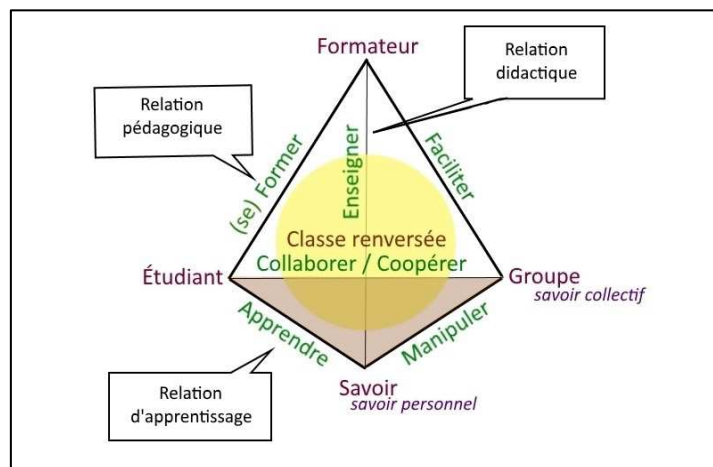 Formateur
Relation
didactique
Relation
pédagogique
(se) Former
Enseigner
Faciliter
Classe renversée
Collaborer / Coopérer
Étudiant
Groupe
savoir collectif
Apprendre
Manipuler
Savoir
savoir personnel
Relation
d'apprentissage